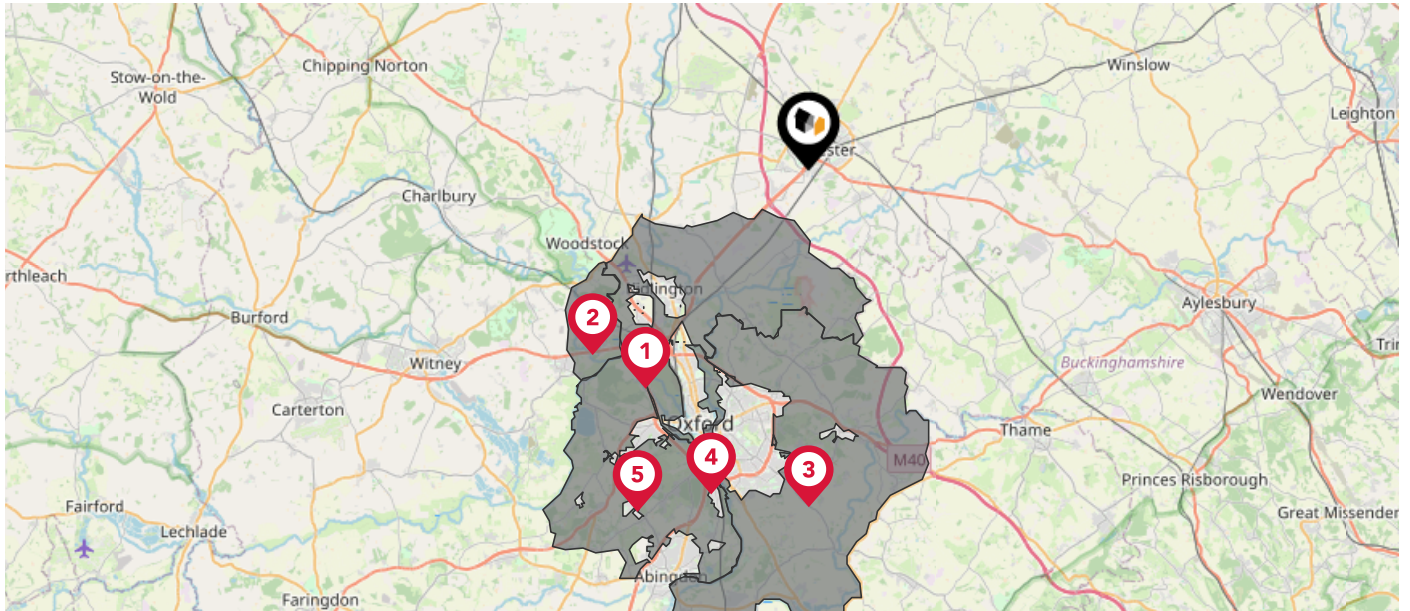 Chipping Norton
Winslow
Stow-on-the-
Wold
Leighton
ster
Charlbury
Woodstock
rthleach
Aylesbury
Burford
2
1
Witney
Buckinghamshire
Wendover
Carterton
Oxford
Thame
4
M40
3
5
Princes Risborough
Fairford
Great Missender
Lechlade
Abingdon
Faringdon